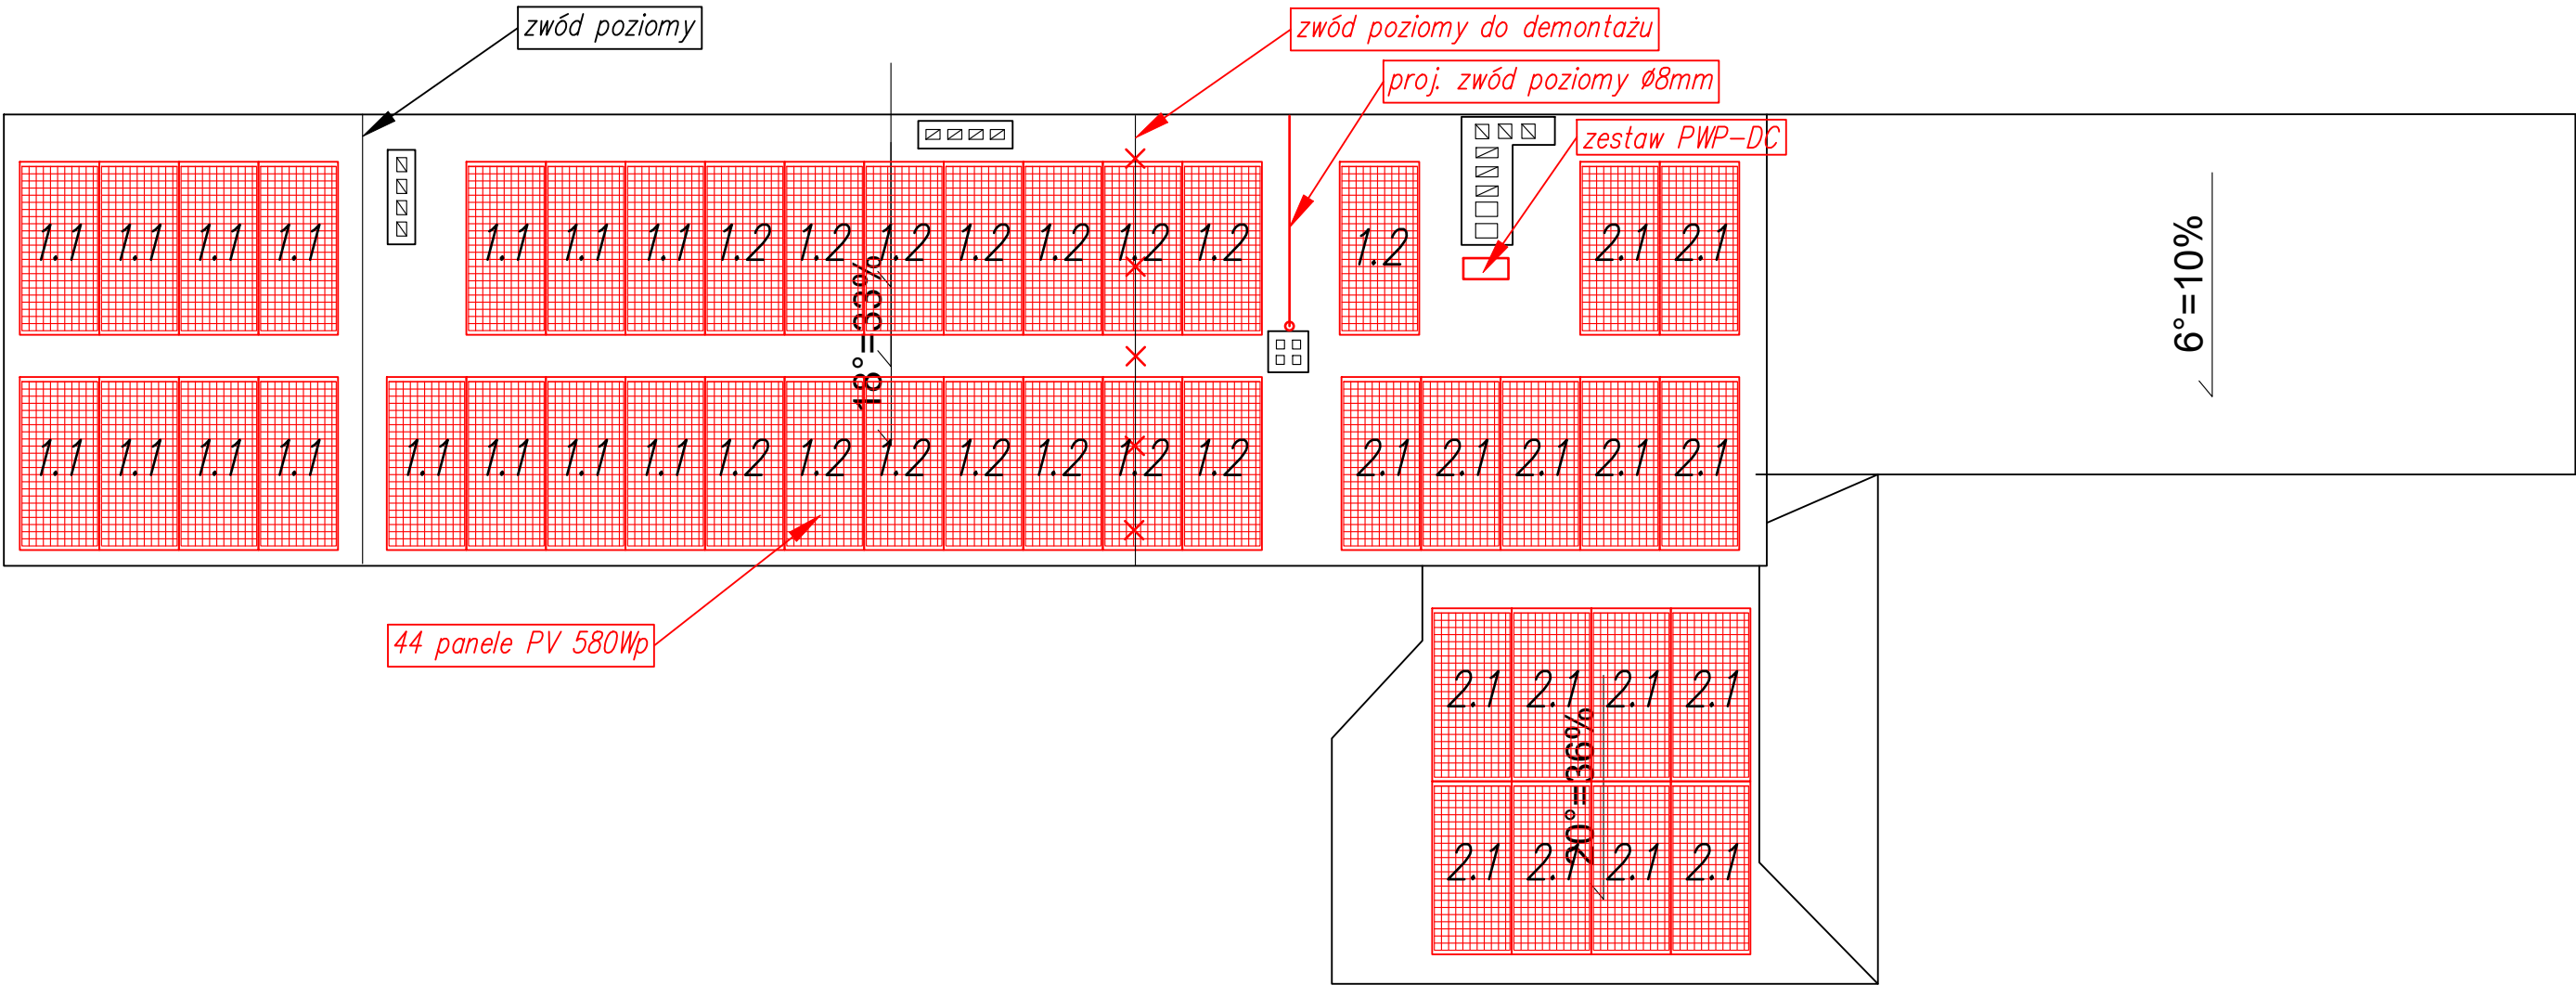 zwód poziomy
zwód poziomy do demontażu
proj. zwód poziomy Ø8mm
zestaw PWP-DC
1.1 1.1 1.1 1.1 1.1 1.1 1.1 1.2 1.2 1.2 1.2 1.2 1.2 1.2 1.2 2.1 2.1
18°=33%
6°=10%
1.1 1.1 1.1 1.1 1.1 1.1 1.1 1.1 1.2 1.2 1.2 1.2 1.2 1.2 1.2 2.1 2.1 2.1 2.1 2.1
44 panele PV 580Wp
2.1 2.1 2.1 2.1
20°=36%
2.1 2.1 2.1 2.1